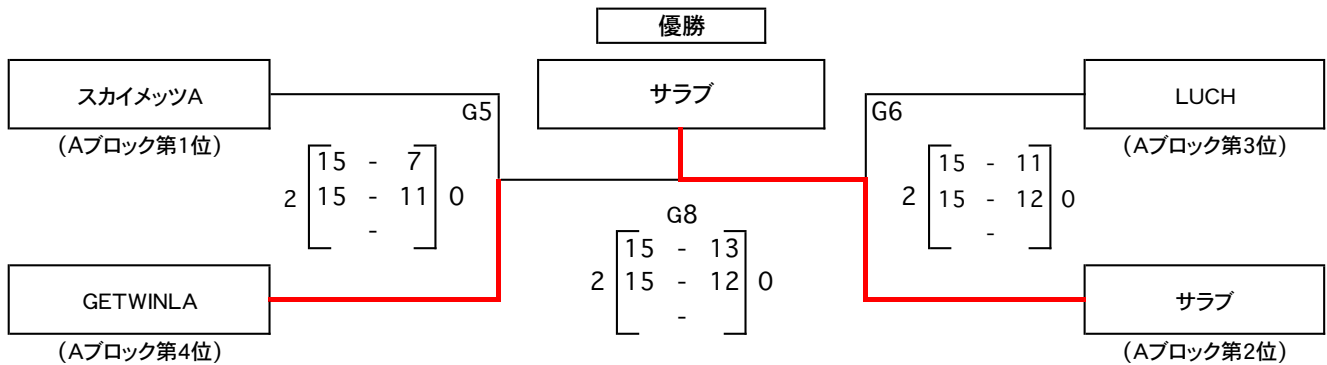 優勝
スカイメッツA
サラブ
LUCH
G5
G6
(Aブロック第1位)
(Aブロック第3位)
15 - 7
2 15 - 11 0
-
15 - 11
2 15 - 12 0
-
G8
15 - 13
2 15 - 12 0
-
GETWINLA
サラブ
(Aブロック第4位)
(Aブロック第2位)